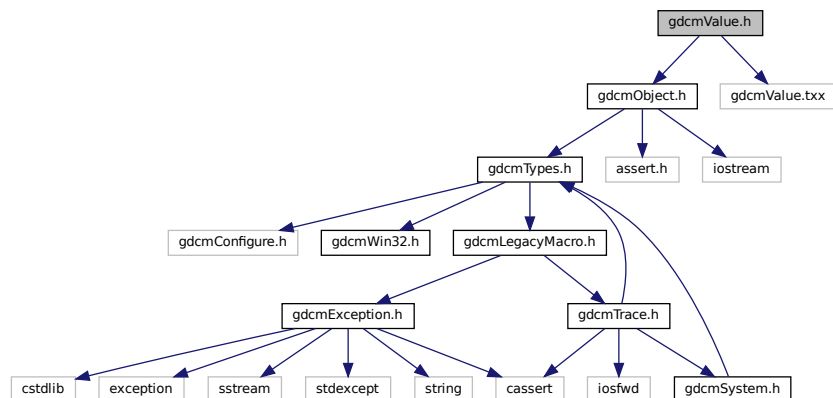 gdcmValue.h
gdcmObject.h
gdcmValue.txx
gdcmTypes.h
assert.h
iostream
gdcmConfigure.h
gdcmWin32.h
gdcmLegacyMacro.h
gdcmException.h
gdcmTrace.h
cstdlib
exception
sstream
stdexcept
string
cassert
iosfwd
gdcmSystem.h